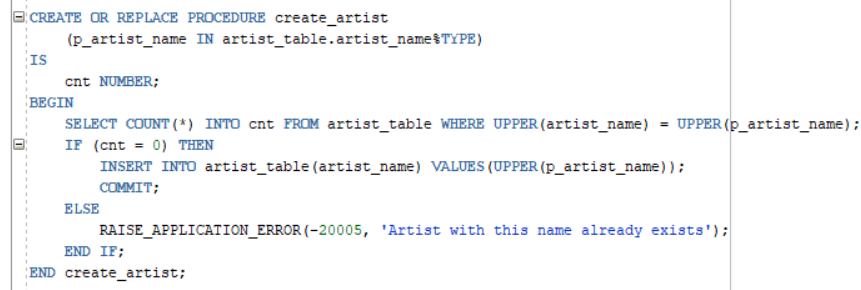 CREATE OR REPLACE PROCEDURE create_artist
(p_artist_name IN artist_table.artist_name%TYPE)
IS
cnt NUMBER;
BEGIN
SELECT COUNT(*) INTO cnt FROM artist_table WHERE UPPER(artist_name) = UPPER(p_artist_name);
IF (cnt = 0) THEN
INSERT INTO artist_table(artist_name) VALUES(UPPER(p_artist_name));
COMMIT;
ELSE
RAISE_APPLICATION_ERROR(-20005, 'Artist with this name already exists');
END IF;
END create_artist;